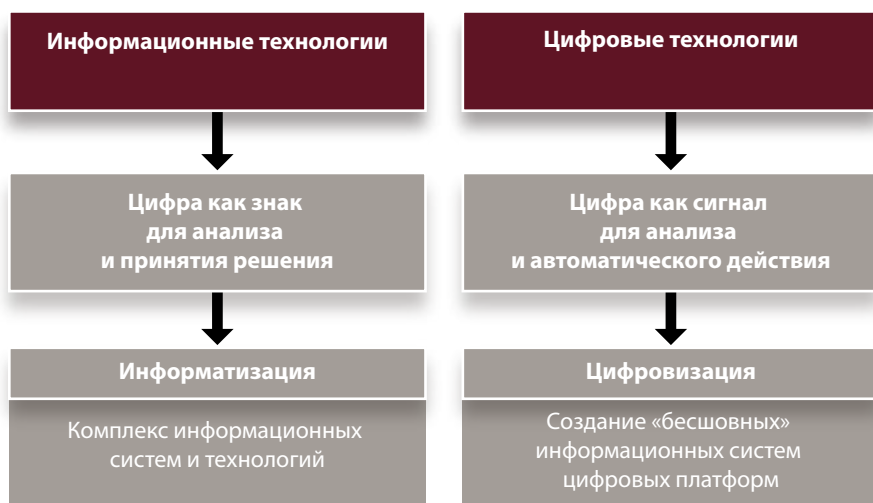 Информационные технологии
Цифра как знак
для анализа
и принятия решения
Информатизация
Комплекс информационных
систем и технологий
Цифровые технологии
Цифра как сигнал
для анализа
и автоматического действия
Цифровизация
Создание «бесшовных»
информационных систем
цифровых платформ